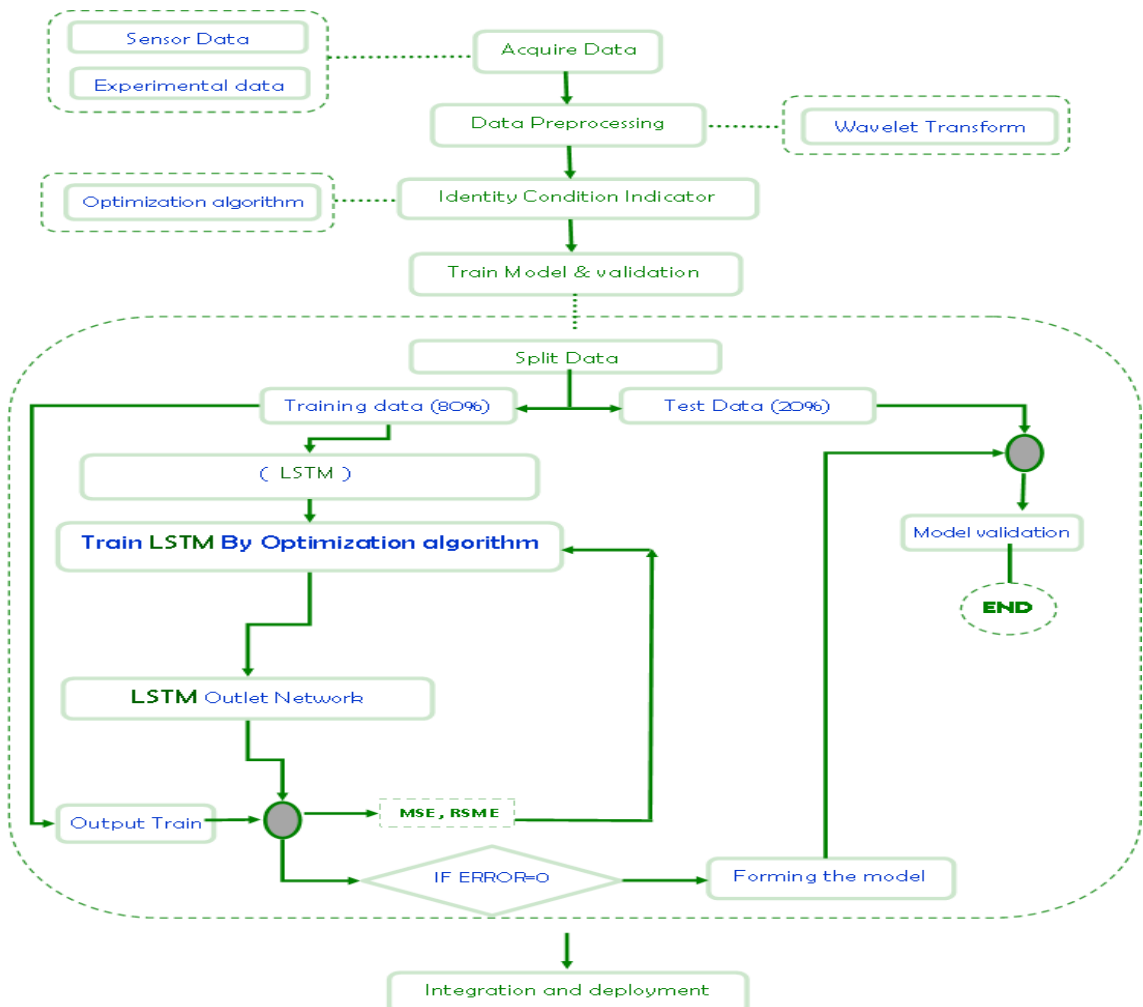 Sensor Data
Experimental data
Acquire Data
Data Preprocessing
Wavelet Transform
Optimization algorithm
Identity Condition Indicator
Train Model & validation
Split Data
Training data (80%)
Test Data (20%)
( LSTM )
Train LSTM By Optimization algorithm
Model validation
END
LSTM Outlet Network
Output Train
MSE , RSME
IF ERROR=0
Forming the model
Integration and deployment